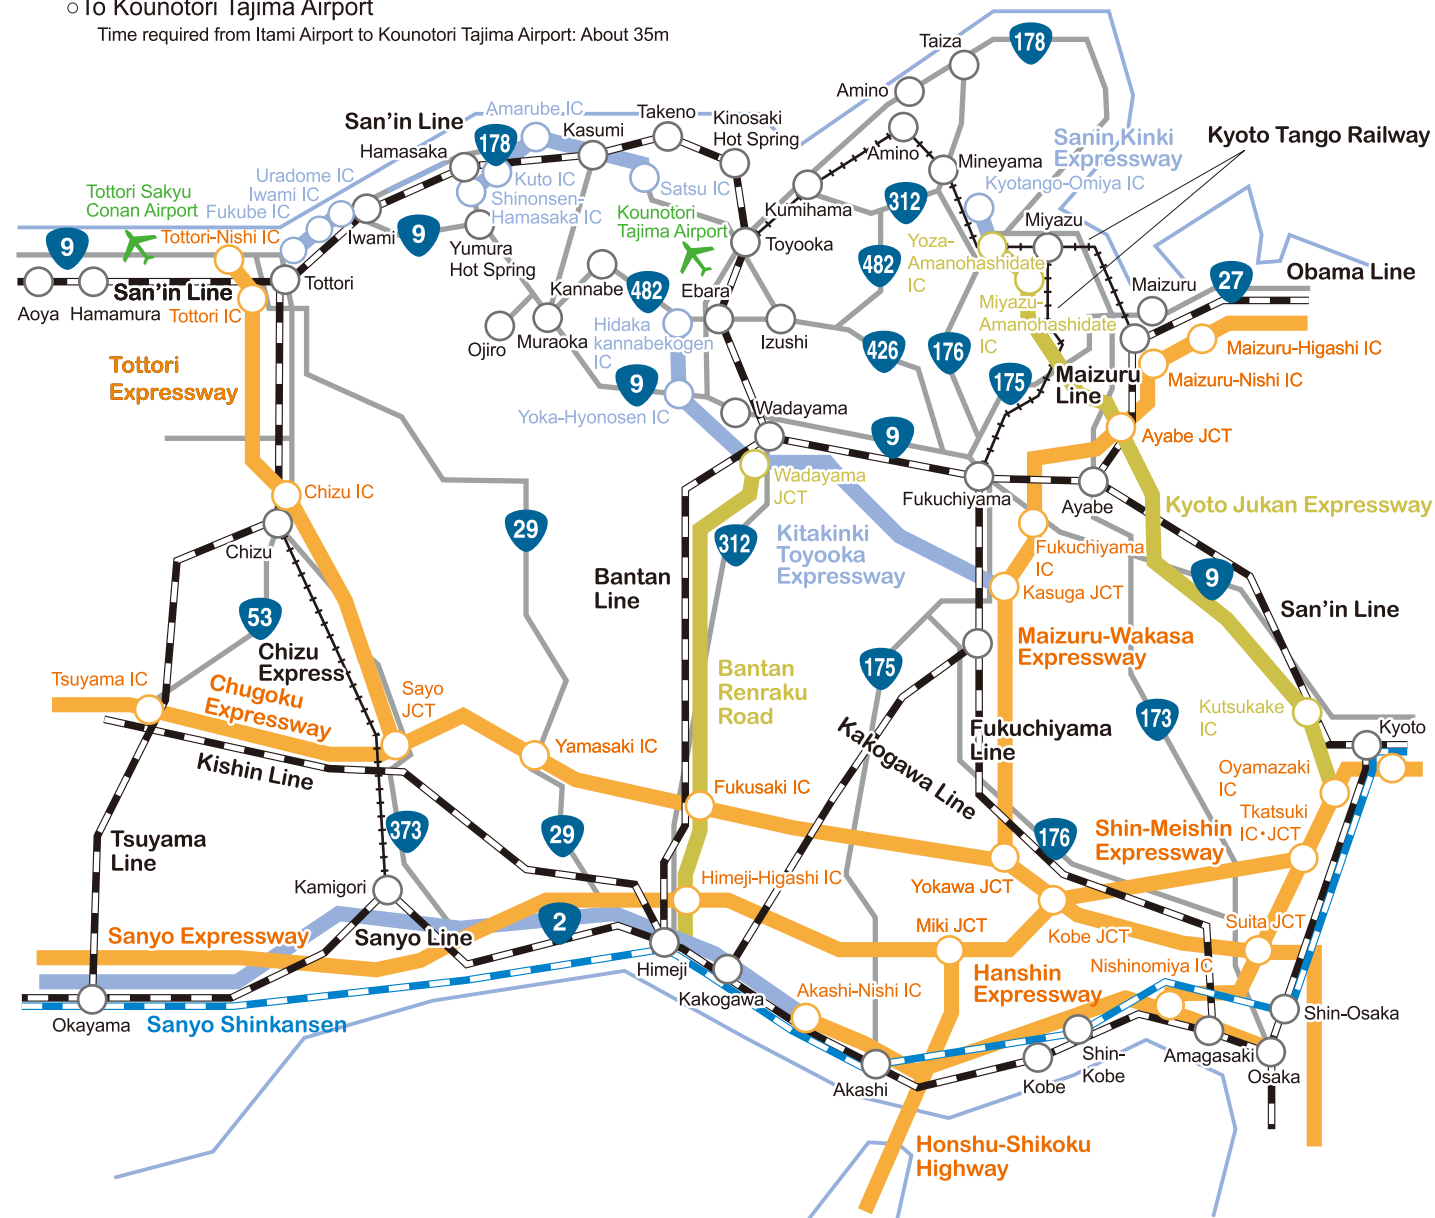 ○ To Kounotori Tajima Airport
Time required from Itami Airport to Kounotori Tajima Airport: About 35m
Taiza
178
Amino
Amarube IC
Takeno
Kinosaki
Hot Spring
San'in Line
178
Kasumi
Hamasaka
Amino
Mineyama
Sanin Kinki
Expressway
Kyoto Tango Railway
Uradome IC
Iwami IC
Fukube IC
Kuto IC
Shinonsen-
Hamasaka IC
Satsu IC
Kyotango-Omiya IC
Tottori Sakyu
Conan Airport
Kounotori
Tajima Airport
Kumihama
312
Miyazu
9
Tottori-Nishi IC
Iwami
9
Yumura
Hot Spring
Toyooka
482
Yoza-
Amanohashidate
IC
Aoya
Hamamura
San'in Line
Tottori IC
Tottori
Kannabe
482
Ebara
Maizuru
27
Obama Line
Ojiro
Muraoka
Hidaka
kannabekogen
IC
Izushi
Miyazu-
Amanohashidate
IC
426
176
Maizuru-Higashi IC
Tottori
Expressway
9
175
Maizuru
Line
Maizuru-Nishi IC
Yoka-Hyonosen IC
Wadayama
9
Ayabe JCT
Chizu IC
Wadayama
JCT
Fukuchiyama
Ayabe
Kyoto Jukan Expressway
Chizu
29
312
Kitakinki
Toyooka
Expressway
Fukuchiyama
IC
Bantan
Line
Kasuga JCT
9
San'in Line
53
Chizu
Express
Maizuru-Wakasa
Expressway
Tsuyama IC
Chugoku
Expressway
Sayo
JCT
Bantan
Renraku
Road
175
Kakogawa Line
Fukuchiyama
Line
173
Kutsukake
IC
Kyoto
Kishin Line
Yamasaki IC
Fukusaki IC
Oyamazaki
IC
Tkatsuki
IC・JCT
Tsuyama
Line
373
29
176
Shin-Meishin
Expressway
Kamigori
Himeji-Higashi IC
Yokawa JCT
Sanyo Expressway
Sanyo Line
2
Miki JCT
Kobe JCT
Suita JCT
Himeji
Nishinomiya IC
Hanshin
Expressway
Kakogawa
Akashi-Nishi IC
Okayama
Sanyo Shinkansen
Shin-Osaka
Akashi
Kobe
Shin-
Kobe
Amagasaki
Osaka
Honshu-Shikoku
Highway